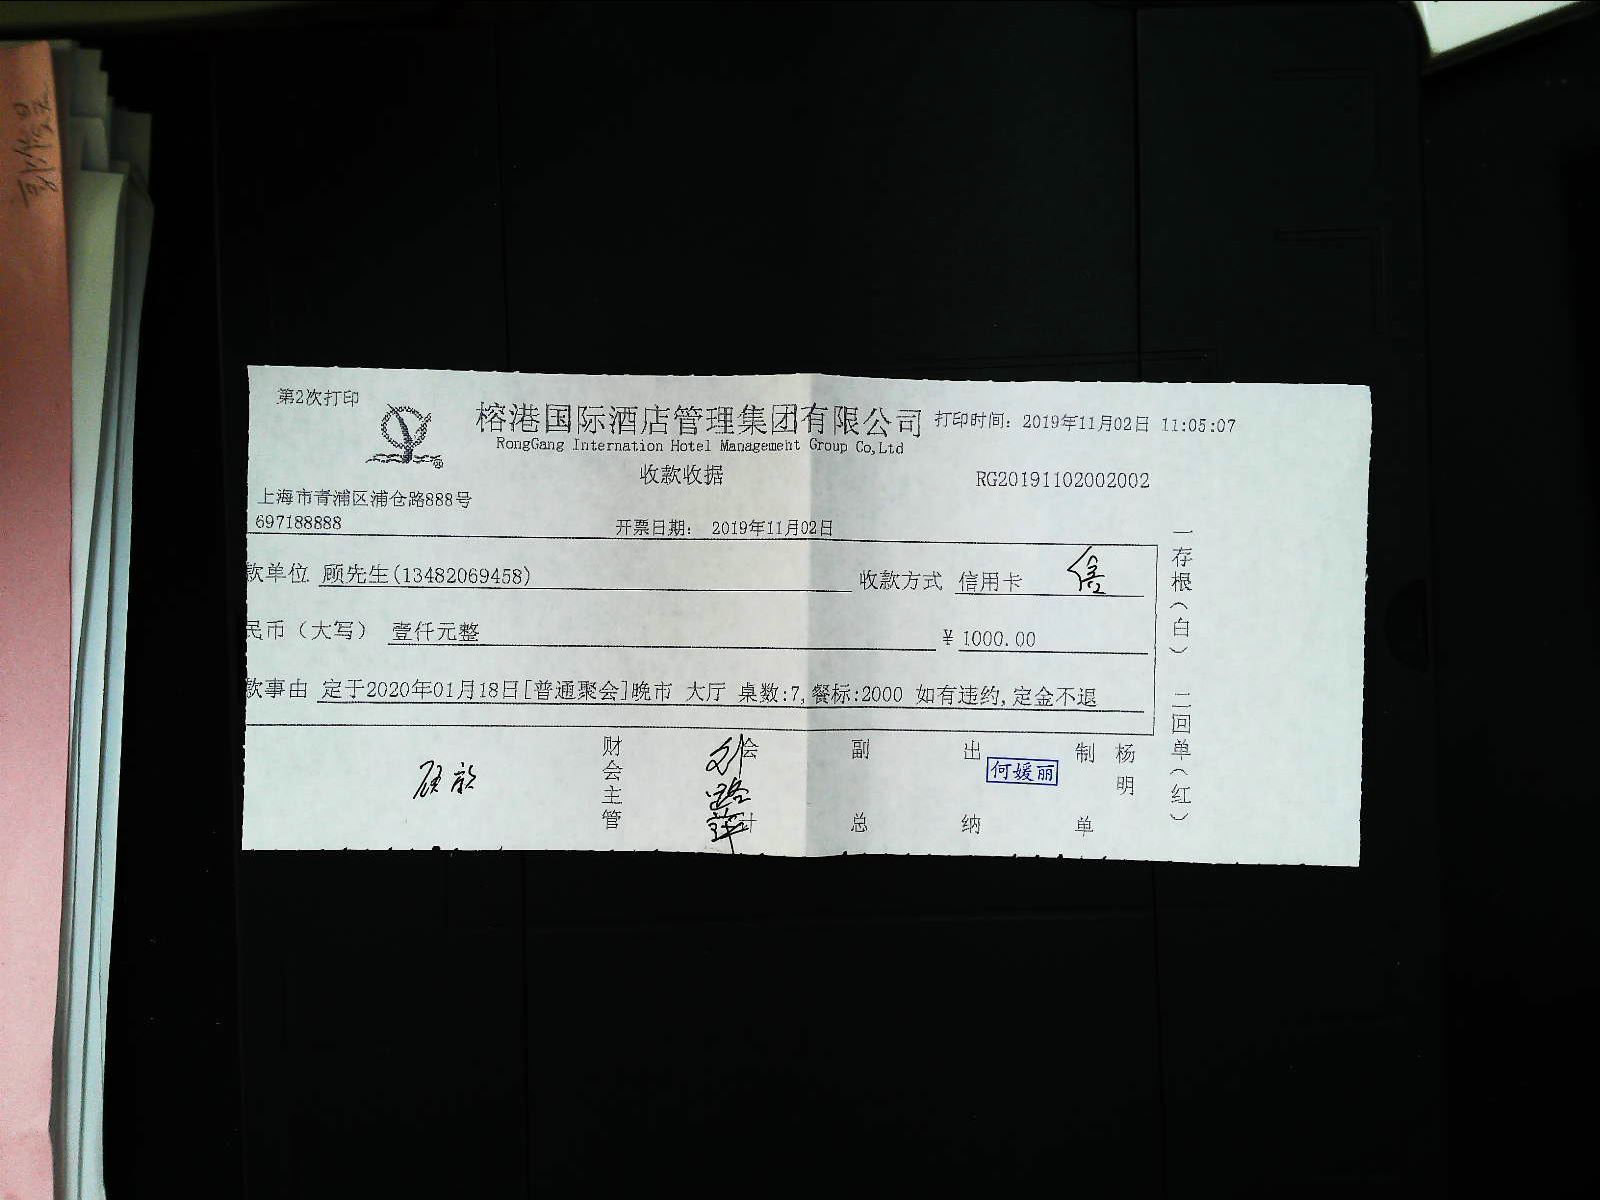 第2次打印
榕港国际酒店管理集团有限公司
打印时间: 2019年11月02日 11:05:07
RongGang Internation Hotel Management Group Co,Ltd
收款收据
RG20191102002002
上海市青浦区浦仓路888号
697188888
开票日期: 2019年11月02日
款单位 顾先生(13482069458) 收款方式 信用卡 信
民币(大写) 壹仟元整 ¥ 1000.00
款事由 定于2020年01月18日[普通聚会]晚市 大厅 桌数:7,餐标:2000 如有违约,定金不退
财会主管
会计
副总
出纳
何媛丽
制单
杨明
一存根(白)
二回单(红)